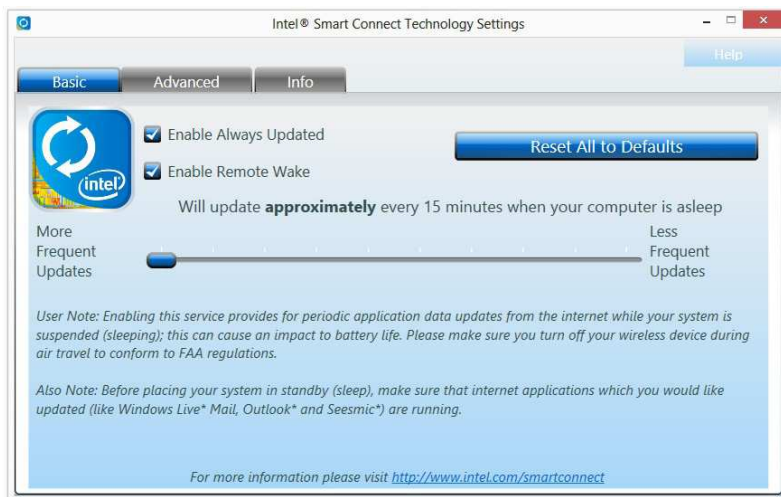 Intel® Smart Connect Technology Settings
Help
Basic
Advanced
Info
Enable Always Updated
Reset All to Defaults
Enable Remote Wake
intel
Will update approximately every 15 minutes when your computer is asleep
More
Frequent
Updates
Less
Frequent
Updates
User Note: Enabling this service provides for periodic application data updates from the internet while your system is
suspended (sleeping); this can cause an impact to battery life. Please make sure you turn off your wireless device during
air travel to conform to FAA regulations.
Also Note: Before placing your system in standby (sleep), make sure that internet applications which you would like
updated (like Windows Live* Mail, Outlook* and Seesmic*) are running.
For more information please visit http://www.intel.com/smartconnect